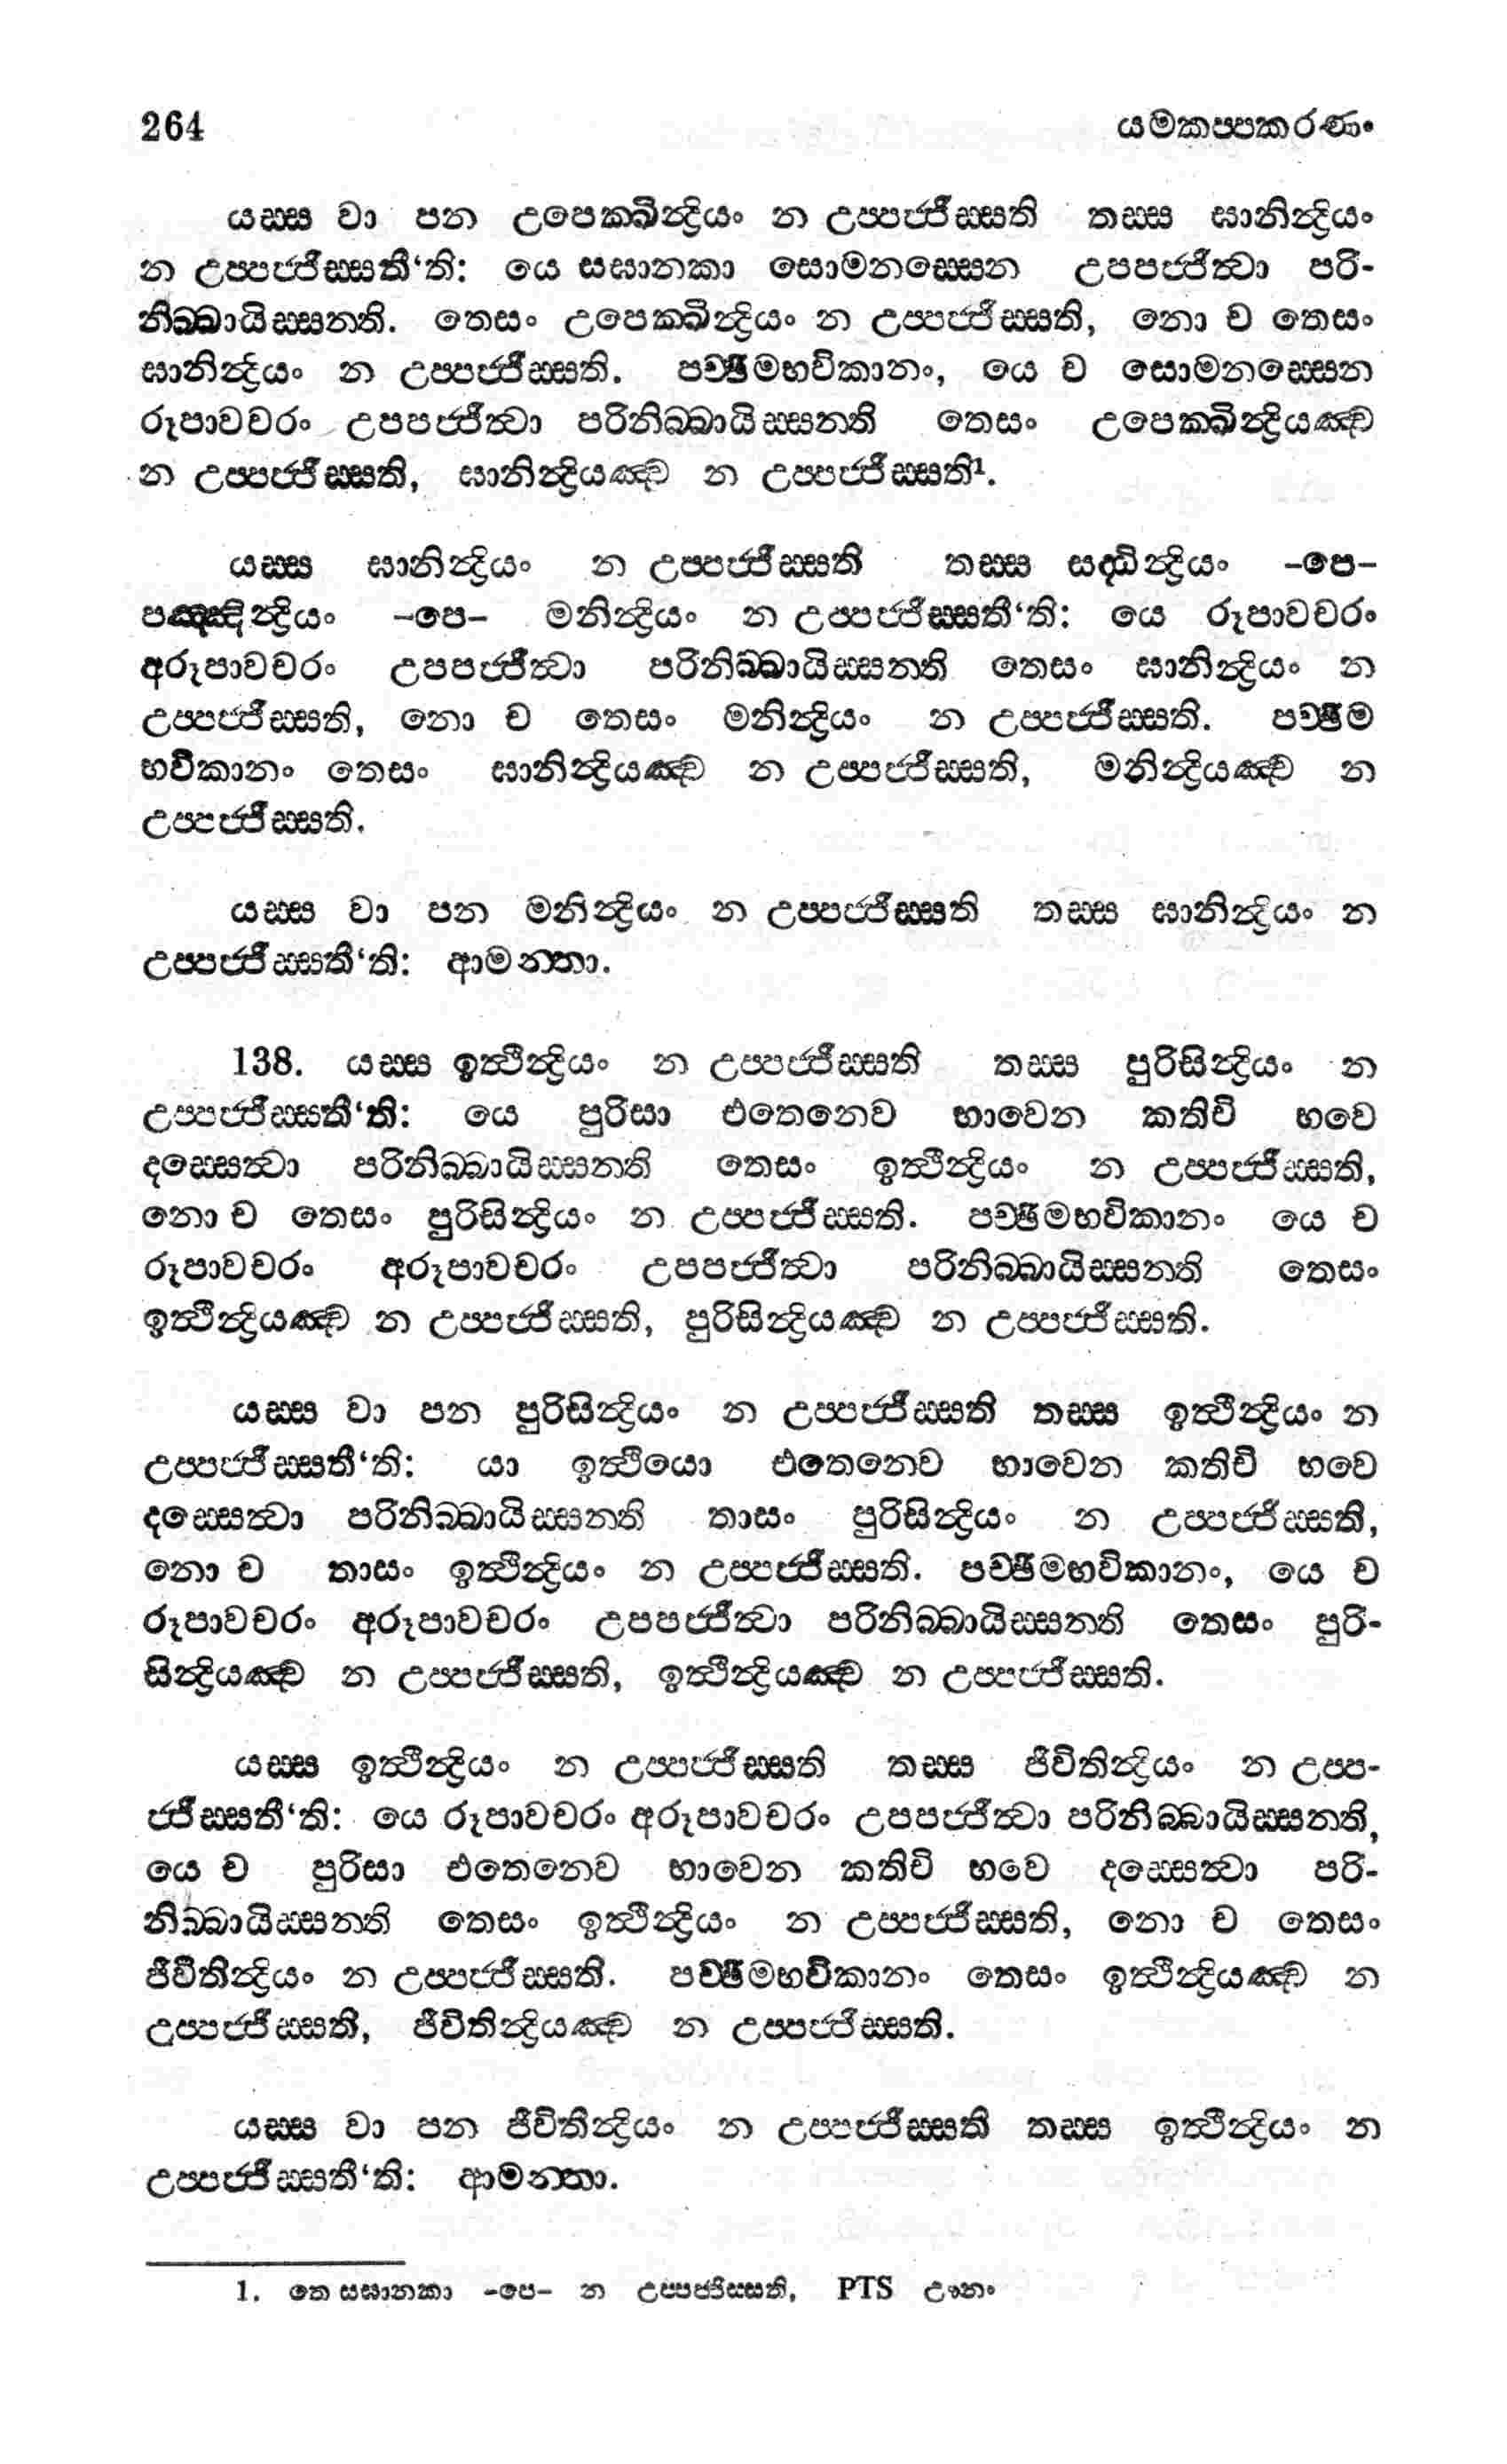 264 යමකප්පකරණං
යස්ස වා පන උපෙක්ඛින්ද්‍රියං න උප්පජ්ජිස්සති තස්ස ඝානින්ද්‍රියං
න උප්පජ්ජිස්සතී‘ති: යෙ සඝානකා සොමනස්සෙන උපපජ්ජිත්වා පරි-
නිබ්බායිස්සන්ති. තෙසං උපෙක්ඛින්ද්‍රියං න උප්පජ්ජිස්සති, නො ච තෙසං
ඝානින්ද්‍රියං න උප්පජ්ජිස්සති. පච්ඡිමභවිකානං, යෙ ච සොමනස්සෙන
රූපාවචරං උපපජ්ජිත්වා පරිනිබ්බායිස්සන්ති තෙසං උපෙක්ඛින්ද්‍රියඤ්ච
න උප්පජ්ජිස්සති, ඝානින්ද්‍රියඤ්ච න උප්පජ්ජිස්සති¹.
යස්ස ඝානින්ද්‍රියං න උප්පජ්ජිස්සති තස්ස සද්ධින්ද්‍රියං -පෙ-
පඤ්ඤින්ද්‍රියං -පෙ- මනින්ද්‍රියං න උප්පජ්ජිස්සතී‘ති: යෙ රූපාවචරං
අරූපාවචරං උපපජ්ජිත්වා පරිනිබ්බායිස්සන්ති තෙසං ඝානින්ද්‍රියං න
උප්පජ්ජිස්සති, නො ච තෙසං මනින්ද්‍රියං න උප්පජ්ජිස්සති. පච්ඡිම
භවිකානං තෙසං ඝානින්ද්‍රියඤ්ච න උප්පජ්ජිස්සති, මනින්ද්‍රියඤ්ච න
උප්පජ්ජිස්සති.
යස්ස වා පන මනින්ද්‍රියං න උප්පජ්ජිස්සති තස්ස ඝානින්ද්‍රියං න
උප්පජ්ජිස්සතී‘ති: ආමන්තා.
138. යස්ස ඉත්ථින්ද්‍රියං න උප්පජ්ජිස්සති තස්ස පුරිසින්ද්‍රියං න
උප්පජ්ජිස්සතී‘ති: යෙ පුරිසා එතෙනෙව භාවෙන කතිචි භවෙ
දස්සෙත්වා පරිනිබ්බායිස්සන්ති තෙසං ඉත්ථින්ද්‍රියං න උප්පජ්ජිස්සති,
නො ච තෙසං පුරිසින්ද්‍රියං න උප්පජ්ජිස්සති. පච්ඡිමභවිකානං යෙ ච
රූපාවචරං අරූපාවචරං උපපජ්ජිත්වා පරිනිබ්බායිස්සන්ති තෙසං
ඉත්ථින්ද්‍රියඤ්ච න උප්පජ්ජිස්සති, පුරිසින්ද්‍රියඤ්ච න උප්පජ්ජිස්සති.
යස්ස වා පන පුරිසින්ද්‍රියං න උප්පජ්ජිස්සති තස්ස ඉත්ථින්ද්‍රියං න
උප්පජ්ජිස්සතී‘ති: යා ඉත්ථියො එතෙනෙව භාවෙන කතිචි භවෙ
දස්සෙත්වා පරිනිබ්බායිස්සන්ති තාසං පුරිසින්ද්‍රියං න උප්පජ්ජිස්සති,
නො ච තාසං ඉත්ථින්ද්‍රියං න උප්පජ්ජිස්සති. පච්ඡිමභවිකානං, යෙ ච
රූපාවචරං අරූපාවචරං උපපජ්ජිත්වා පරිනිබ්බායිස්සන්ති තෙසං පුරි-
සින්ද්‍රියඤ්ච න උප්පජ්ජිස්සති, ඉත්ථින්ද්‍රියඤ්ච න උප්පජ්ජිස්සති.
යස්ස ඉත්ථින්ද්‍රියං න උප්පජ්ජිස්සති තස්ස ජීවිතින්ද්‍රියං න උප්ප-
ජ්ජිස්සතී‘ති: යෙ රූපාවචරං අරූපාවචරං උපපජ්ජිත්වා පරිනිබ්බායිස්සන්ති,
යෙ ච පුරිසා එතෙනෙව භාවෙන කතිචි භවෙ දස්සෙත්වා පරි-
නිබ්බායිස්සන්ති තෙසං ඉත්ථින්ද්‍රියං න උප්පජ්ජිස්සති, නො ච තෙසං
ජීවිතින්ද්‍රියං න උප්පජ්ජිස්සති. පච්ඡිමභවිකානං තෙසං ඉත්ථින්ද්‍රියඤ්ච න
උප්පජ්ජිස්සති, ජීවිතින්ද්‍රියඤ්ච න උප්පජ්ජිස්සති.
යස්ස වා පන ජීවිතින්ද්‍රියං න උප්පජ්ජිස්සති තස්ස ඉත්ථින්ද්‍රියං න
උප්පජ්ජිස්සතී‘ති: ආමන්තා.
1. තෙ සඝානකා -පෙ- න උප්පජ්ජිස්සති, PTS ඌනං